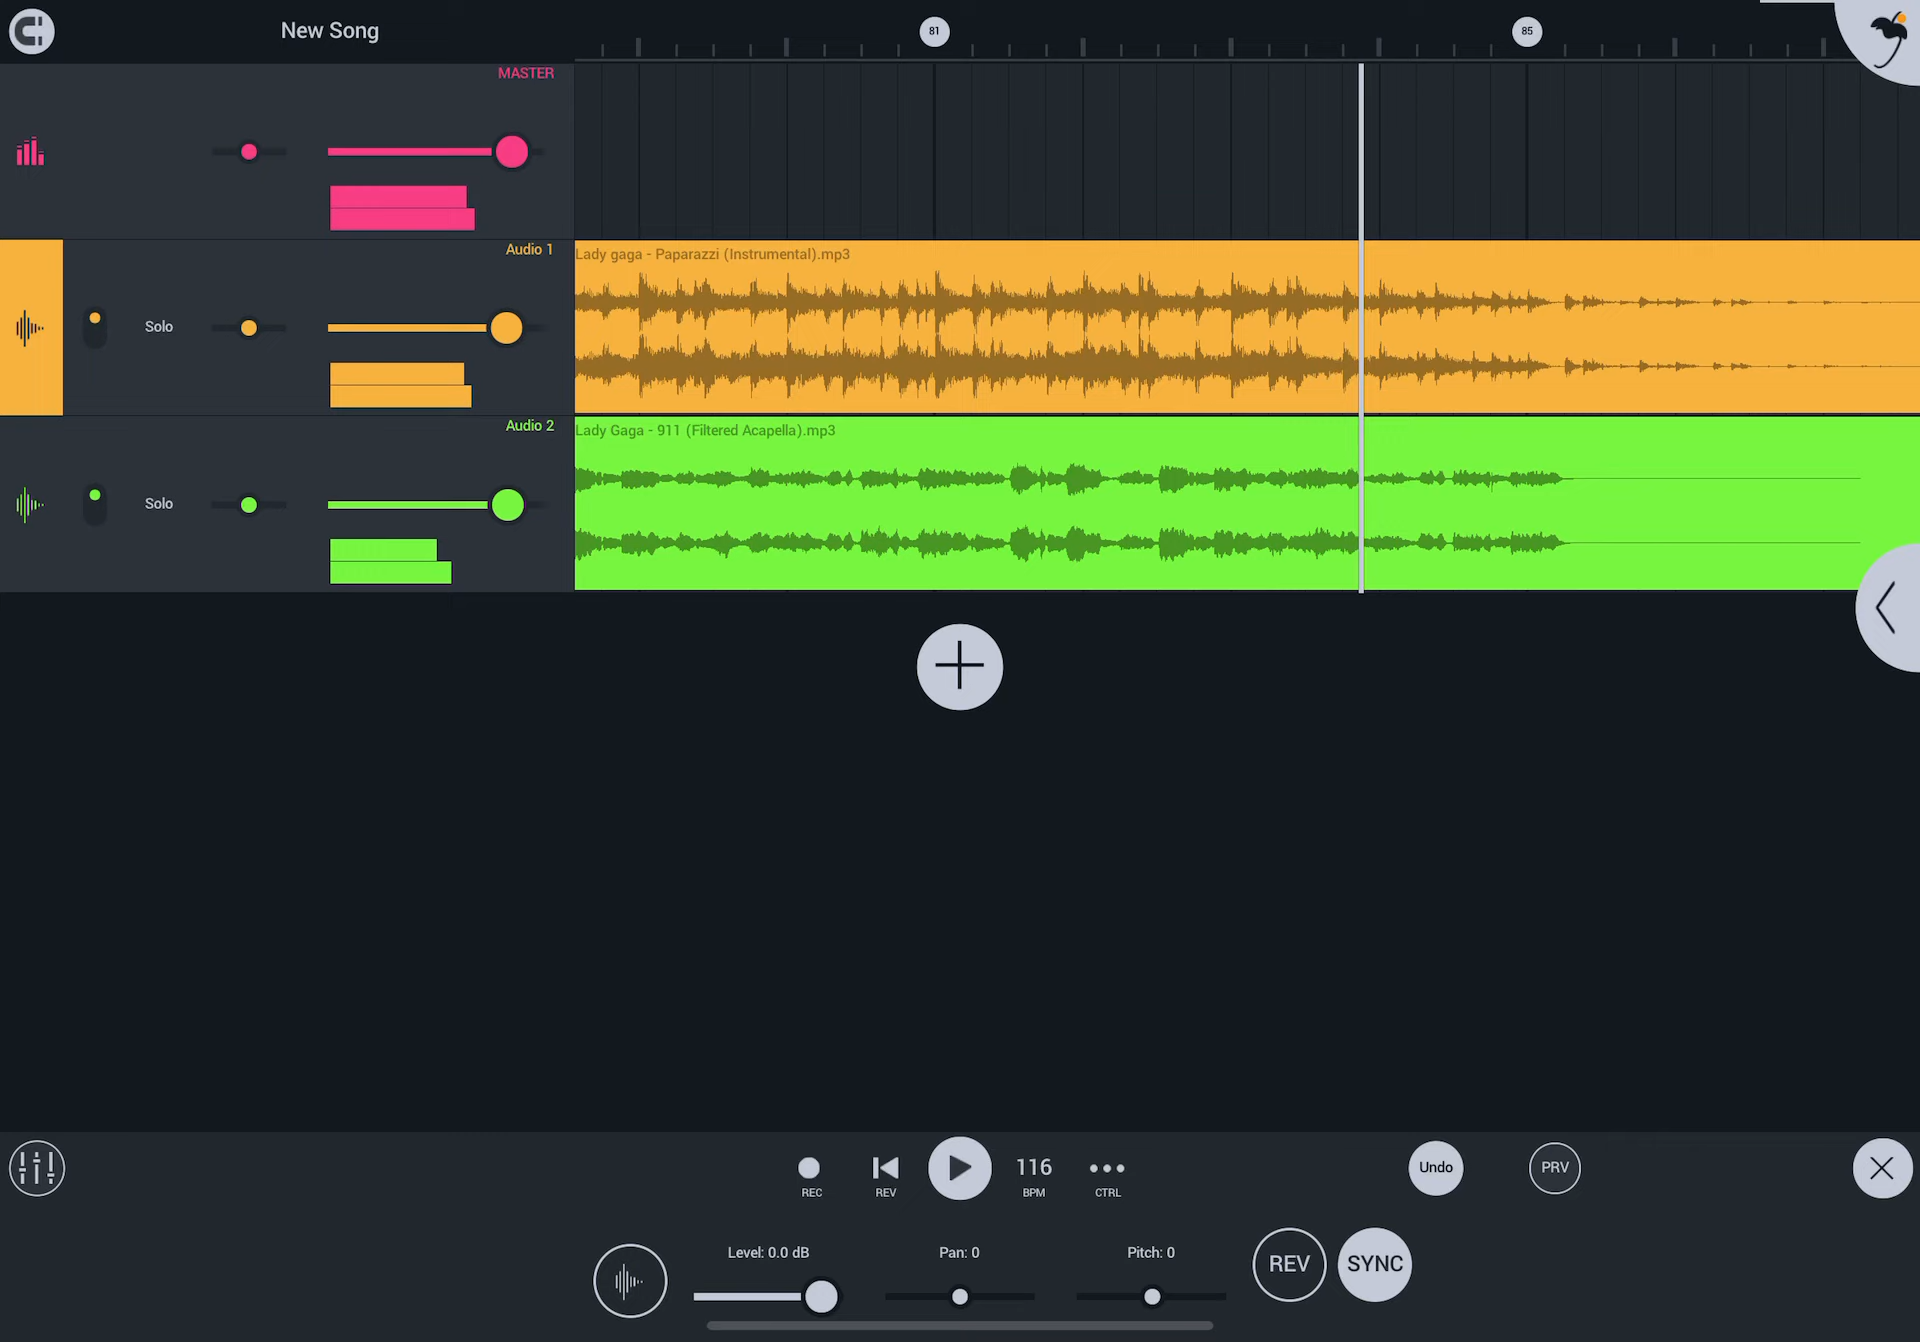 New Song
81
85
MASTER
Audio 1
Lady gaga - Paparazzi (Instrumental).mp3
Solo
Audio 2
Lady Gaga - 911 (Filtered Acapella).mp3
Solo
116
Undo
PRV
REC
REV
BPM
CTRL
Level: 0.0 dB
Pan: 0
Pitch: 0
REV
SYNC